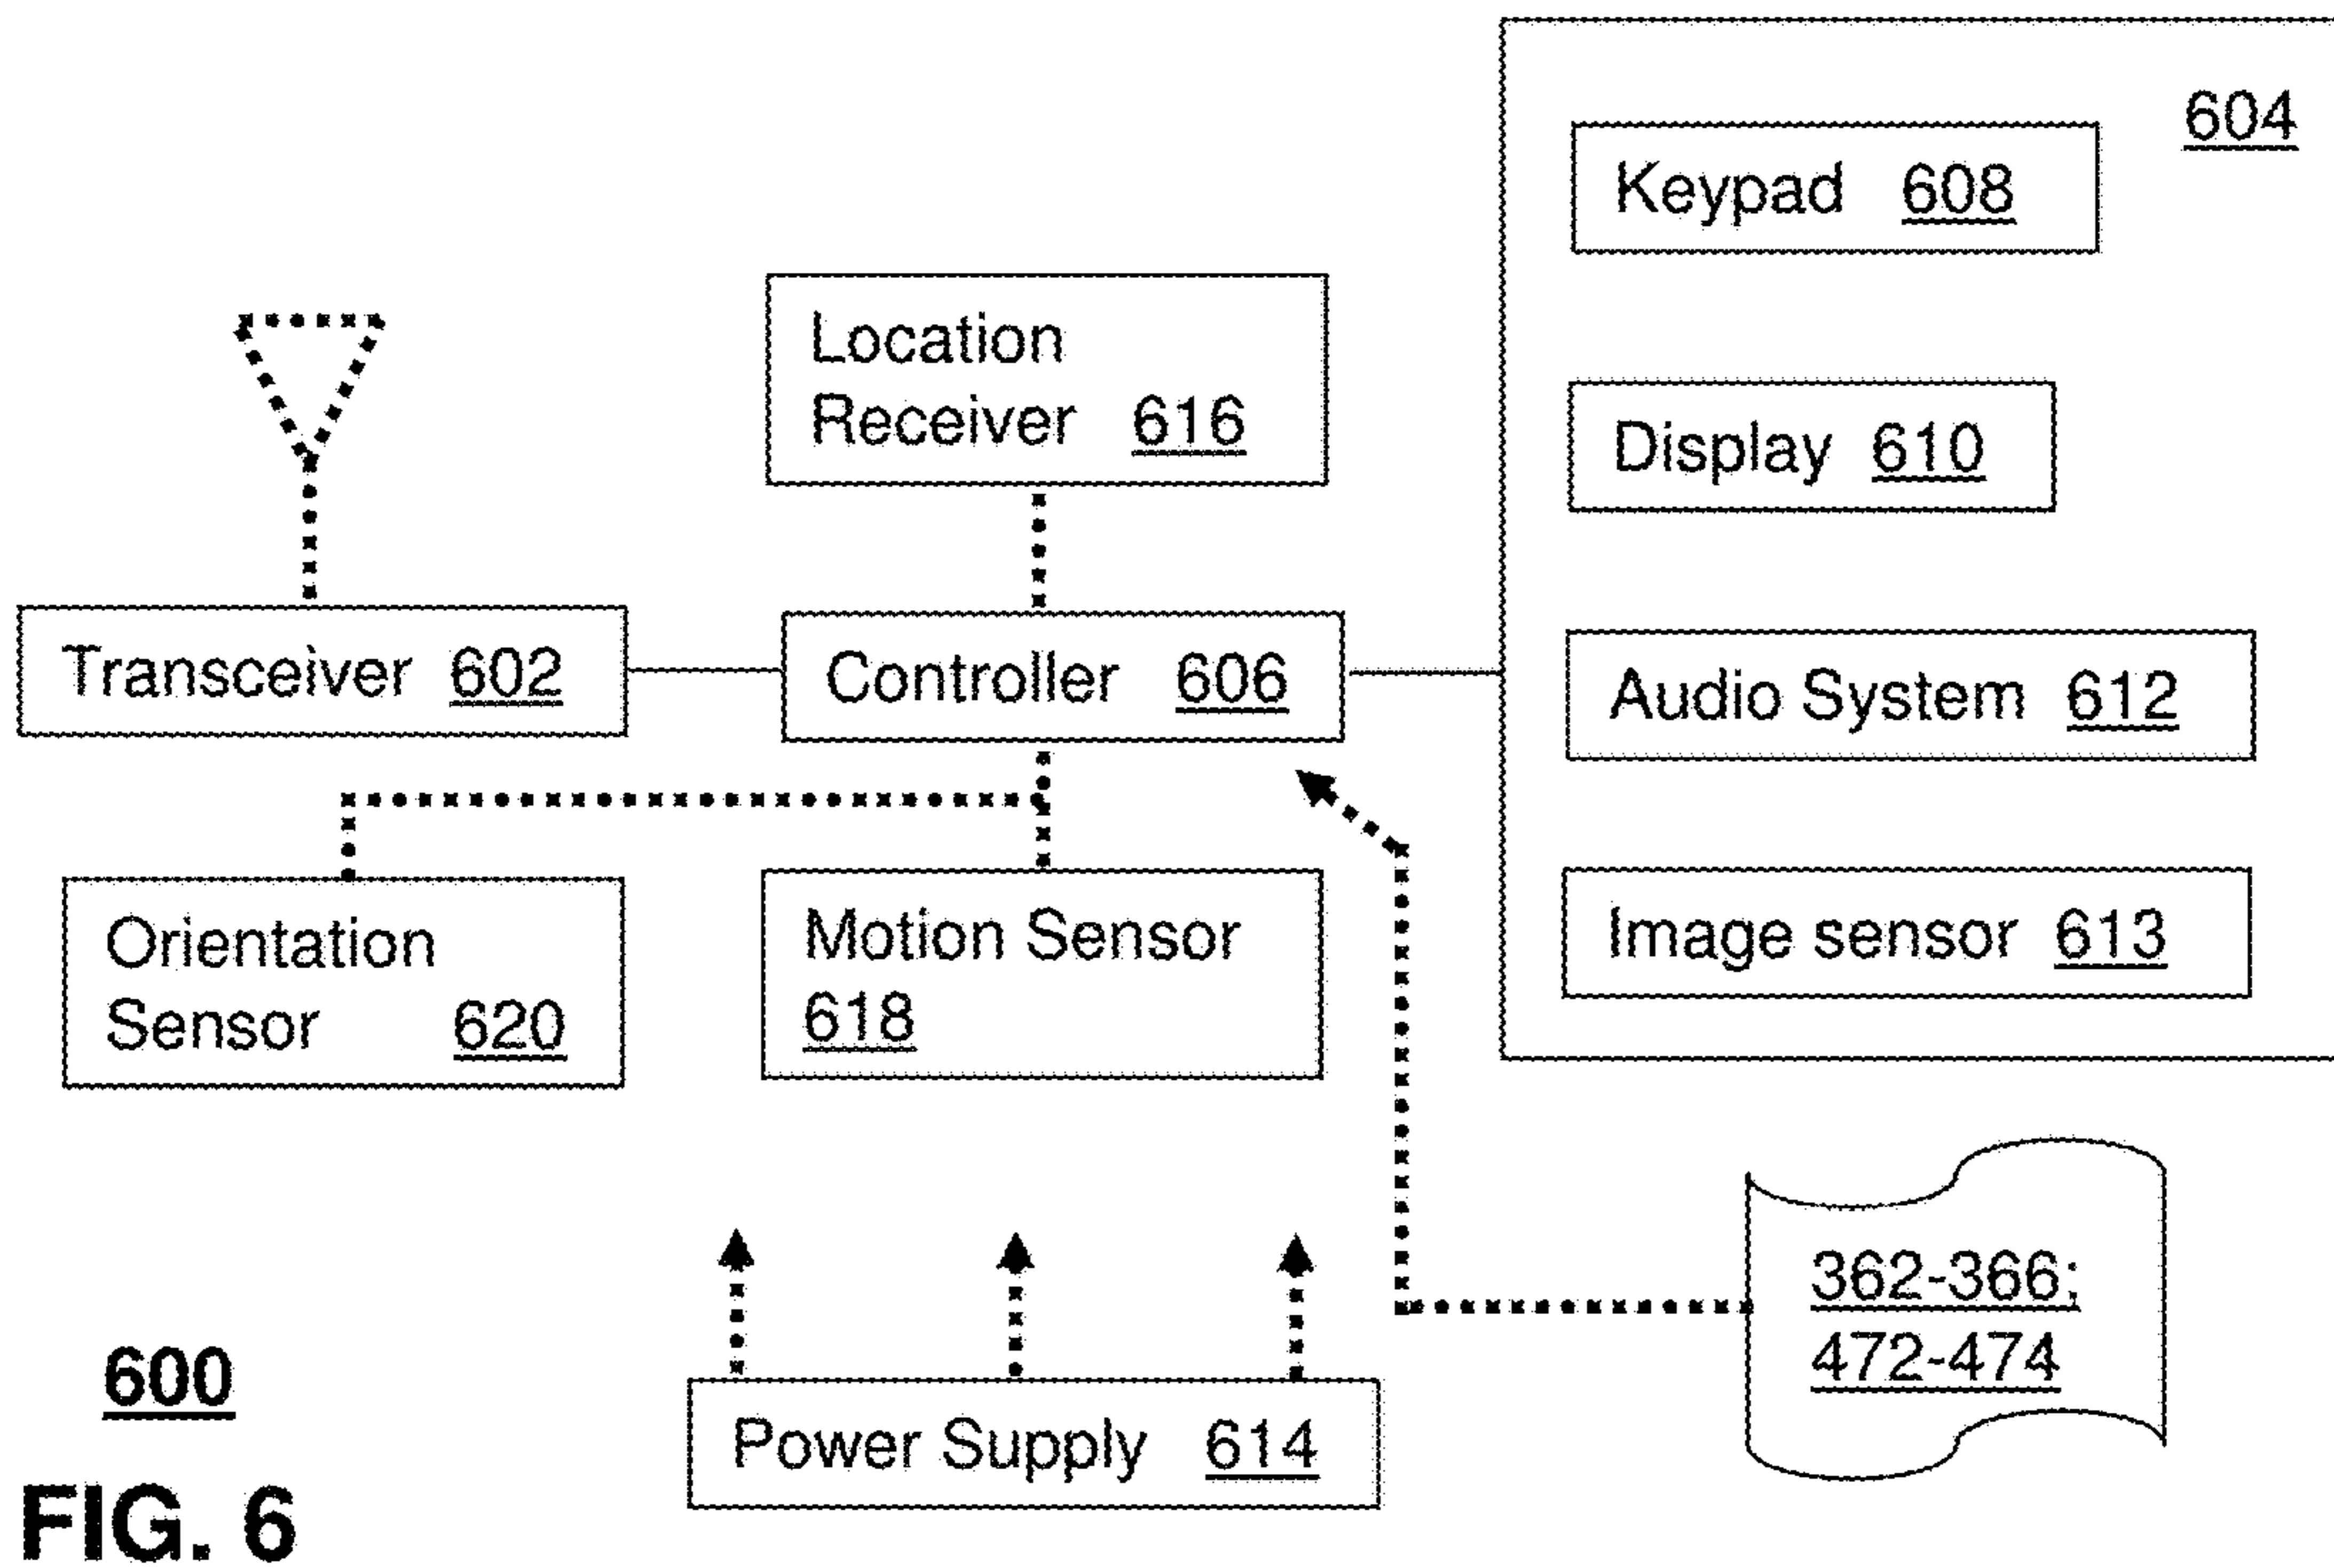 604
Keypad 608
Location
Receiver 616
Display 610
Transceiver 602
Controller 606
Audio System 612
Orientation
Sensor 620
Motion Sensor
618
Image sensor 613
362-366;
472-474
600
Power Supply 614
FIG. 6